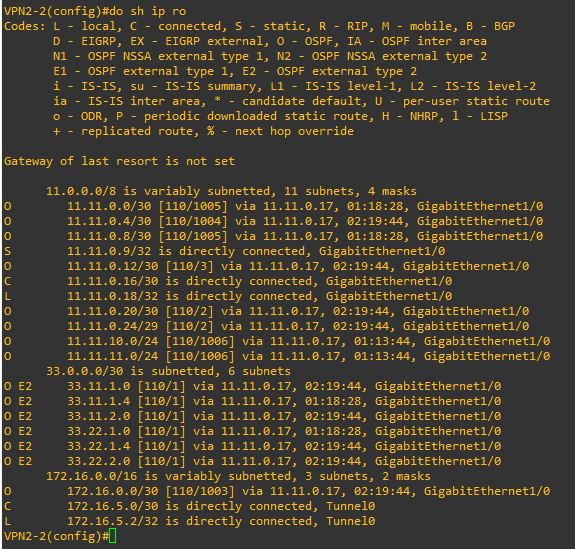 VPN2-2(config)#do sh ip ro
Codes: L - local, C - connected, S - static, R - RIP, M - mobile, B - BGP
D - EIGRP, EX - EIGRP external, O - OSPF, IA - OSPF inter area
N1 - OSPF NSSA external type 1, N2 - OSPF NSSA external type 2
E1 - OSPF external type 1, E2 - OSPF external type 2
i - IS-IS, su - IS-IS summary, L1 - IS-IS level-1, L2 - IS-IS level-2
ia - IS-IS inter area, * - candidate default, U - per-user static route
o - ODR, P - periodic downloaded static route, H - NHRP, l - LISP
+ - replicated route, % - next hop override
Gateway of last resort is not set
11.0.0.0/8 is variably subnetted, 11 subnets, 4 masks
O 11.11.0.0/30 [110/1005] via 11.11.0.17, 01:18:28, GigabitEthernet1/0
O 11.11.0.4/30 [110/1004] via 11.11.0.17, 02:19:44, GigabitEthernet1/0
O 11.11.0.8/30 [110/1005] via 11.11.0.17, 01:18:28, GigabitEthernet1/0
S 11.11.0.9/32 is directly connected, GigabitEthernet1/0
O 11.11.0.12/30 [110/3] via 11.11.0.17, 02:19:44, GigabitEthernet1/0
C 11.11.0.16/30 is directly connected, GigabitEthernet1/0
L 11.11.0.18/32 is directly connected, GigabitEthernet1/0
O 11.11.0.20/30 [110/2] via 11.11.0.17, 02:19:44, GigabitEthernet1/0
O 11.11.0.24/29 [110/2] via 11.11.0.17, 02:19:44, GigabitEthernet1/0
O 11.11.10.0/24 [110/1006] via 11.11.0.17, 01:13:44, GigabitEthernet1/0
O 11.11.11.0/24 [110/1006] via 11.11.0.17, 01:13:44, GigabitEthernet1/0
33.0.0.0/30 is subnetted, 6 subnets
O E2 33.11.1.0 [110/1] via 11.11.0.17, 02:19:44, GigabitEthernet1/0
O E2 33.11.1.4 [110/1] via 11.11.0.17, 01:18:28, GigabitEthernet1/0
O E2 33.11.2.0 [110/1] via 11.11.0.17, 02:19:44, GigabitEthernet1/0
O E2 33.22.1.0 [110/1] via 11.11.0.17, 01:18:28, GigabitEthernet1/0
O E2 33.22.1.4 [110/1] via 11.11.0.17, 02:19:44, GigabitEthernet1/0
O E2 33.22.2.0 [110/1] via 11.11.0.17, 02:19:44, GigabitEthernet1/0
172.16.0.0/16 is variably subnetted, 3 subnets, 2 masks
O 172.16.0.0/30 [110/1003] via 11.11.0.17, 02:19:44, GigabitEthernet1/0
C 172.16.5.0/30 is directly connected, Tunnel0
L 172.16.5.2/32 is directly connected, Tunnel0
VPN2-2(config)#